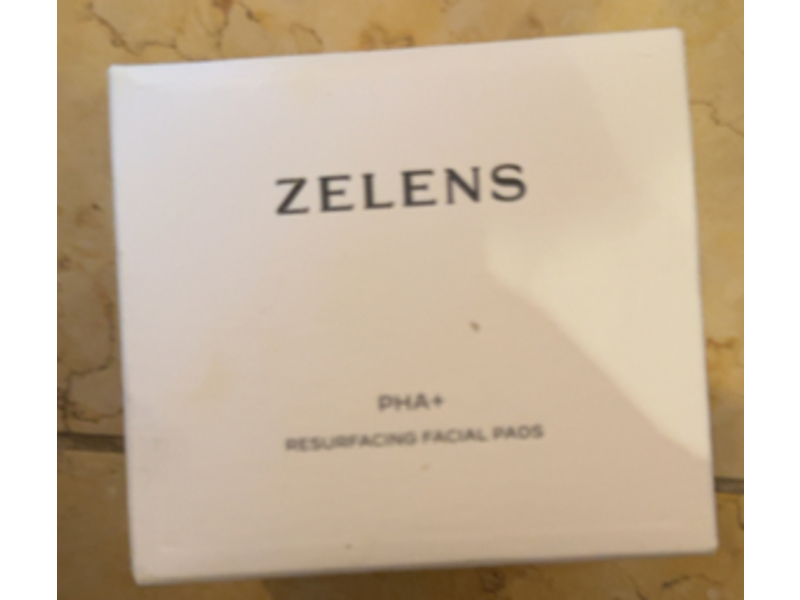 ZELENS
PHA+
RESURFACING FACIAL PADS